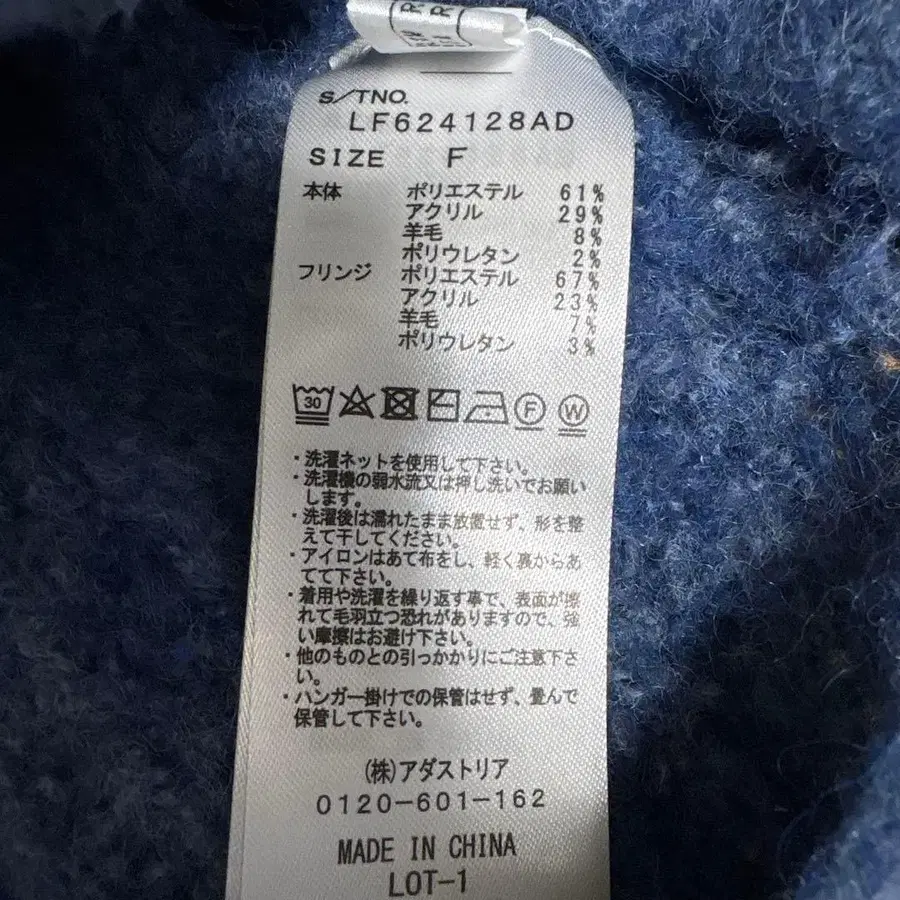 S/TNO.
LF624128AD
SIZE F
本体 ポリエステル 61%
アクリル 29%
羊毛 8%
ポリウレタン 2%
フリンジ ポリエステル 67%
アクリル 23%
羊毛 7%
ポリウレタン 3%
30 F W
・洗濯ネットを使用して下さい。
・洗濯機の弱水流又は押し洗いでお願い
します。
・洗濯後は濡れたまま放置せず、形を整
えて干してください。
・アイロンはあて布をし、軽く裏からあ
てて下さい。
・着用や洗濯を繰り返す事で、表面が擦
れて毛羽立つ恐れがありますので、強
い摩擦はお避け下さい。
・他のものとの引っかかりにご注意下さ
い。
・ハンガー掛けでの保管はせず、畳んで
保管して下さい。
(株)アダストリア
0120-601-162
MADE IN CHINA
LOT-1